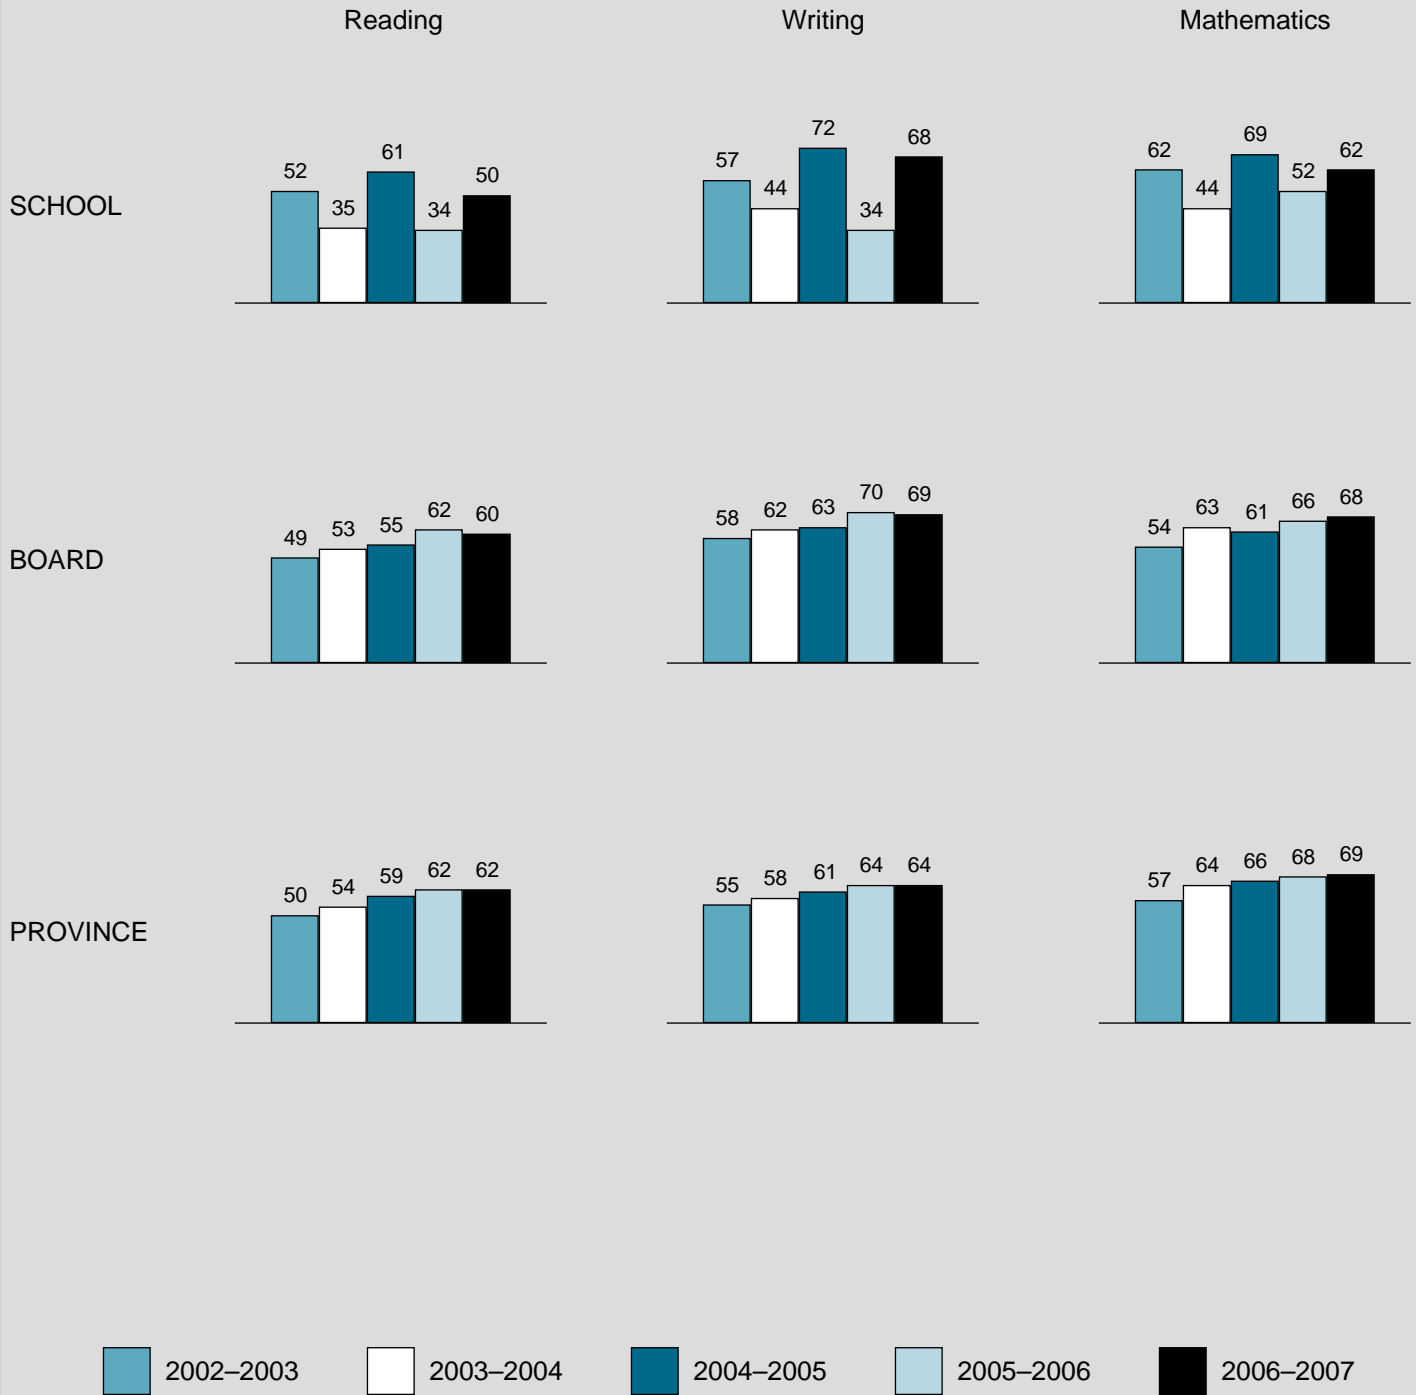 Reading Writing Mathematics
SCHOOL
52 35 61 34 50
57 44 72 34 68
62 44 69 52 62
BOARD
49 53 55 62 60
58 62 63 70 69
54 63 61 66 68
PROVINCE
50 54 59 62 62
55 58 61 64 64
57 64 66 68 69
2002–2003 2003–2004 2004–2005 2005–2006 2006–2007